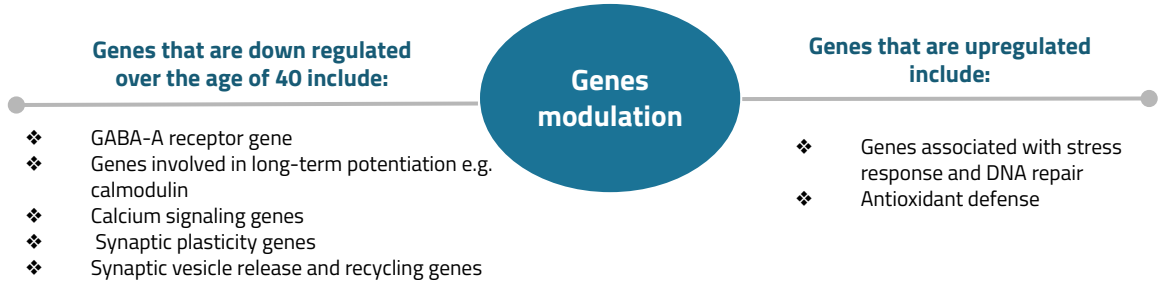 Genes that are down regulated
over the age of 40 include:
❖ GABA-A receptor gene
❖ Genes involved in long-term potentiation e.g.
calmodulin
❖ Calcium signaling genes
❖ Synaptic plasticity genes
❖ Synaptic vesicle release and recycling genes
Genes
modulation
Genes that are upregulated
include:
❖ Genes associated with stress
response and DNA repair
❖ Antioxidant defense